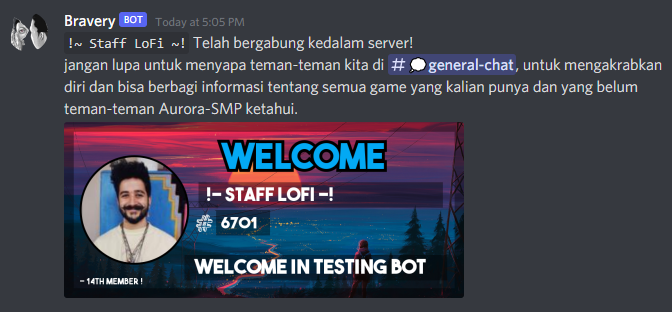 Bravery BOT Today at 5:05 PM
!~ Staff LoFi ~! Telah bergabung kedalam server!
jangan lupa untuk menyapa teman-teman kita di # 💭general-chat, untuk mengakrabkan
diri dan bisa berbagi informasi tentang semua game yang kalian punya dan yang belum
teman-teman Aurora-SMP ketahui.
WELCOME
!~ STAFF LOFI ~!
# 6701
WELCOME IN TESTING BOT
- 14TH MEMBER !